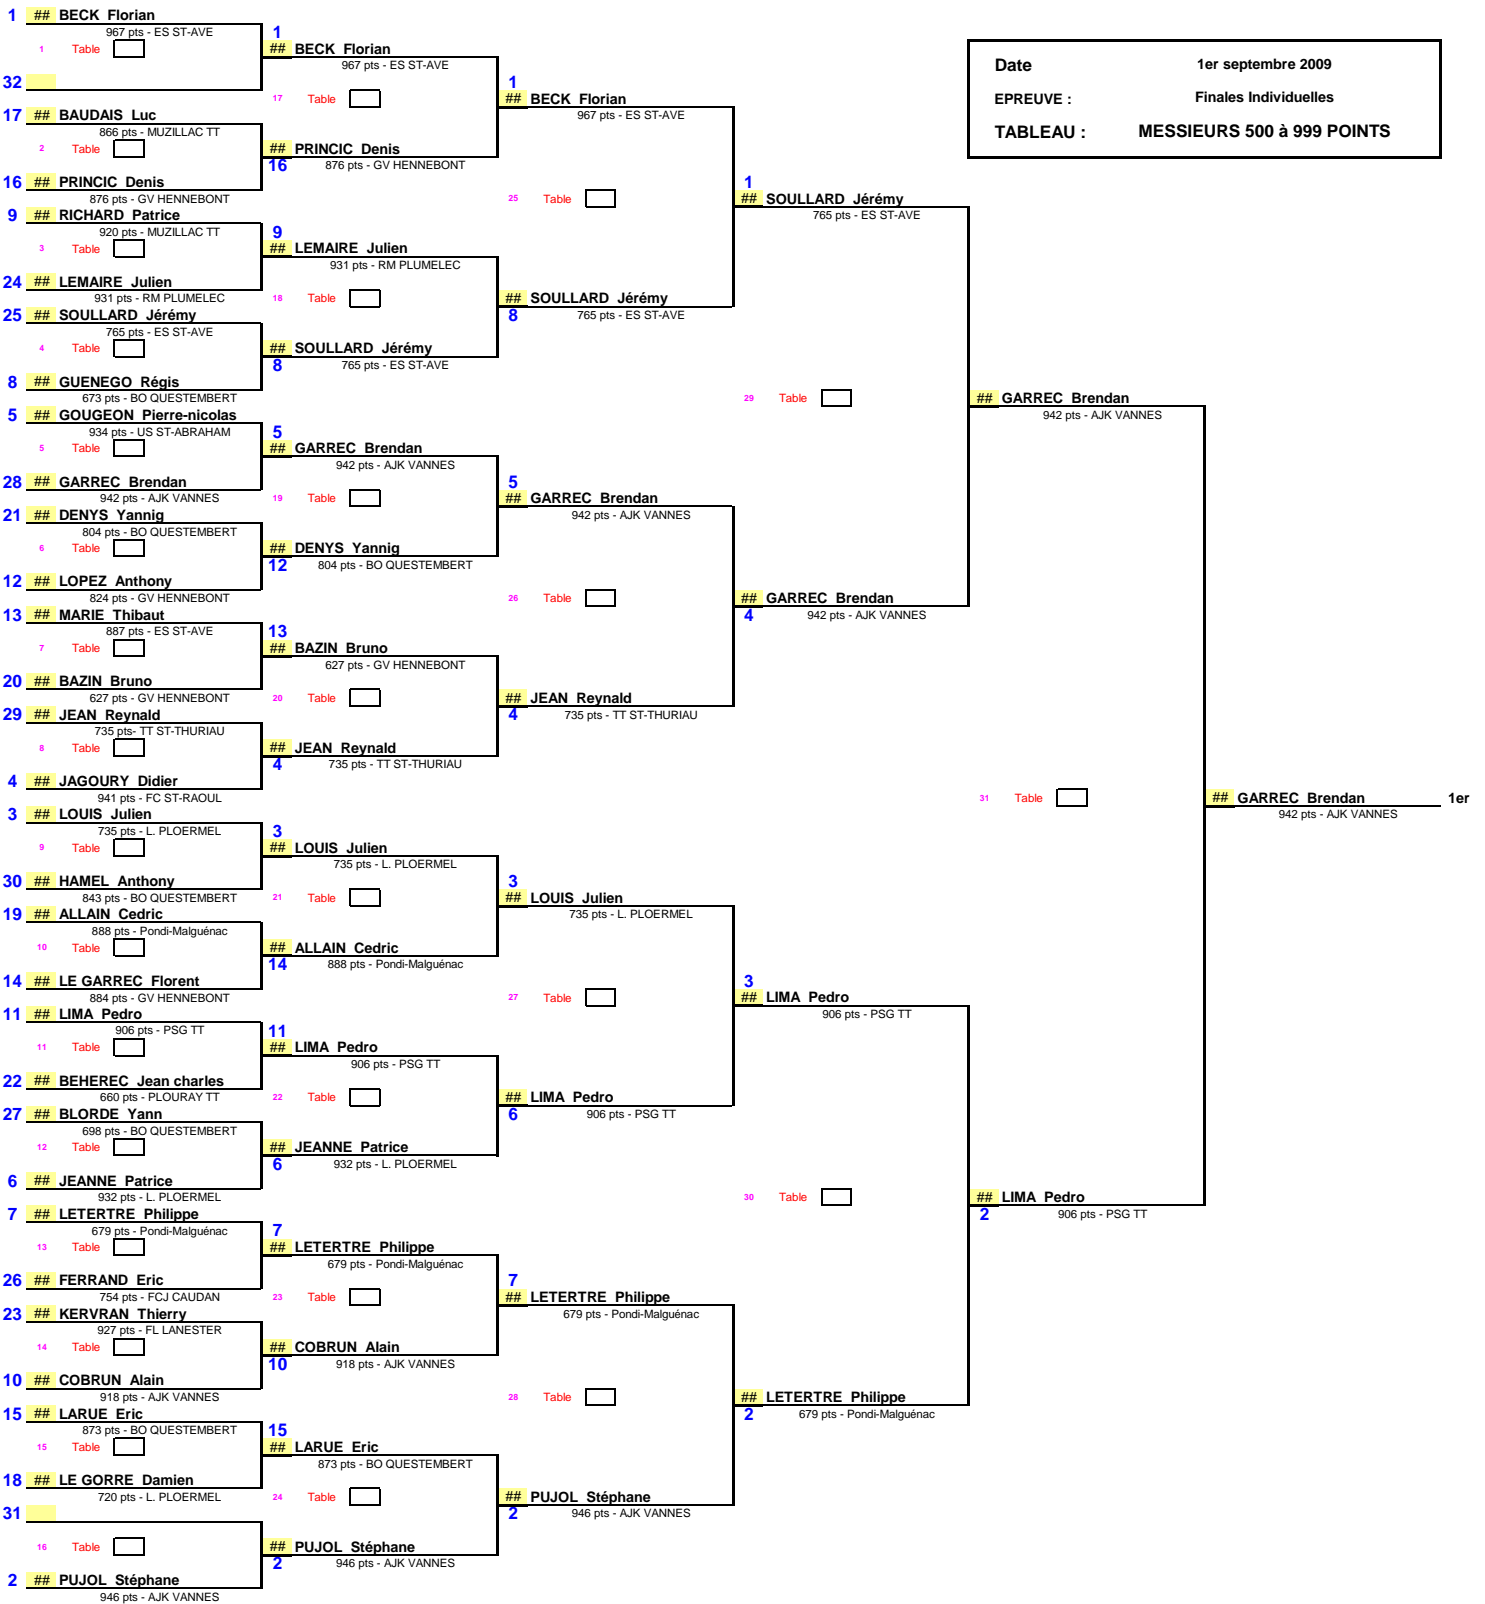 Date 1er septembre 2009
EPREUVE : Finales Individuelles
TABLEAU : MESSIEURS 500 à 999 POINTS
1 ## BECK Florian
967 pts - ES ST-AVE
1 Table
32
17 ## BAUDAIS Luc
866 pts - MUZILLAC TT
2 Table
16 ## PRINCIC Denis
876 pts - GV HENNEBONT
9 ## RICHARD Patrice
920 pts - MUZILLAC TT
3 Table
24 ## LEMAIRE Julien
931 pts - RM PLUMELEC
25 ## SOULLARD Jérémy
765 pts - ES ST-AVE
4 Table
8 ## GUENEGO Régis
673 pts - BO QUESTEMBERT
5 ## GOUGEON Pierre-nicolas
934 pts - US ST-ABRAHAM
5 Table
28 ## GARREC Brendan
942 pts - AJK VANNES
21 ## DENYS Yannig
804 pts - BO QUESTEMBERT
6 Table
12 ## LOPEZ Anthony
824 pts - GV HENNEBONT
13 ## MARIE Thibaut
887 pts - ES ST-AVE
7 Table
20 ## BAZIN Bruno
627 pts - GV HENNEBONT
29 ## JEAN Reynald
735 pts- TT ST-THURIAU
8 Table
4 ## JAGOURY Didier
941 pts - FC ST-RAOUL
3 ## LOUIS Julien
735 pts - L. PLOERMEL
9 Table
30 ## HAMEL Anthony
843 pts - BO QUESTEMBERT
19 ## ALLAIN Cedric
888 pts - Pondi-Malguénac
10 Table
14 ## LE GARREC Florent
884 pts - GV HENNEBONT
11 ## LIMA Pedro
906 pts - PSG TT
11 Table
22 ## BEHEREC Jean charles
660 pts - PLOURAY TT
27 ## BLORDE Yann
698 pts - BO QUESTEMBERT
12 Table
6 ## JEANNE Patrice
932 pts - L. PLOERMEL
7 ## LETERTRE Philippe
679 pts - Pondi-Malguénac
13 Table
26 ## FERRAND Eric
754 pts - FCJ CAUDAN
23 ## KERVRAN Thierry
927 pts - FL LANESTER
14 Table
10 ## COBRUN Alain
918 pts - AJK VANNES
15 ## LARUE Eric
873 pts - BO QUESTEMBERT
15 Table
18 ## LE GORRE Damien
720 pts - L. PLOERMEL
31
16 Table
2 ## PUJOL Stéphane
946 pts - AJK VANNES
1
## BECK Florian
967 pts - ES ST-AVE
17 Table
## PRINCIC Denis
16 876 pts - GV HENNEBONT
9
## LEMAIRE Julien
931 pts - RM PLUMELEC
18 Table
## SOULLARD Jérémy
8 765 pts - ES ST-AVE
5
## GARREC Brendan
942 pts - AJK VANNES
19 Table
## DENYS Yannig
12 804 pts - BO QUESTEMBERT
13
## BAZIN Bruno
627 pts - GV HENNEBONT
20 Table
## JEAN Reynald
4 735 pts - TT ST-THURIAU
3
## LOUIS Julien
735 pts - L. PLOERMEL
21 Table
## ALLAIN Cedric
14 888 pts - Pondi-Malguénac
11
## LIMA Pedro
906 pts - PSG TT
22 Table
## JEANNE Patrice
6 932 pts - L. PLOERMEL
7
## LETERTRE Philippe
679 pts - Pondi-Malguénac
23 Table
## COBRUN Alain
10 918 pts - AJK VANNES
15
## LARUE Eric
873 pts - BO QUESTEMBERT
24 Table
## PUJOL Stéphane
2 946 pts - AJK VANNES
1
## BECK Florian
967 pts - ES ST-AVE
25 Table
## SOULLARD Jérémy
8 765 pts - ES ST-AVE
5
## GARREC Brendan
942 pts - AJK VANNES
26 Table
## JEAN Reynald
4 735 pts - TT ST-THURIAU
3
## LOUIS Julien
735 pts - L. PLOERMEL
27 Table
## LIMA Pedro
6 906 pts - PSG TT
7
## LETERTRE Philippe
679 pts - Pondi-Malguénac
28 Table
## PUJOL Stéphane
2 946 pts - AJK VANNES
1
## SOULLARD Jérémy
765 pts - ES ST-AVE
29 Table
## GARREC Brendan
4 942 pts - AJK VANNES
3
## LIMA Pedro
906 pts - PSG TT
30 Table
## LETERTRE Philippe
2 679 pts - Pondi-Malguénac
## GARREC Brendan
942 pts - AJK VANNES
31 Table
## LIMA Pedro
2 906 pts - PSG TT
## GARREC Brendan 1er
942 pts - AJK VANNES